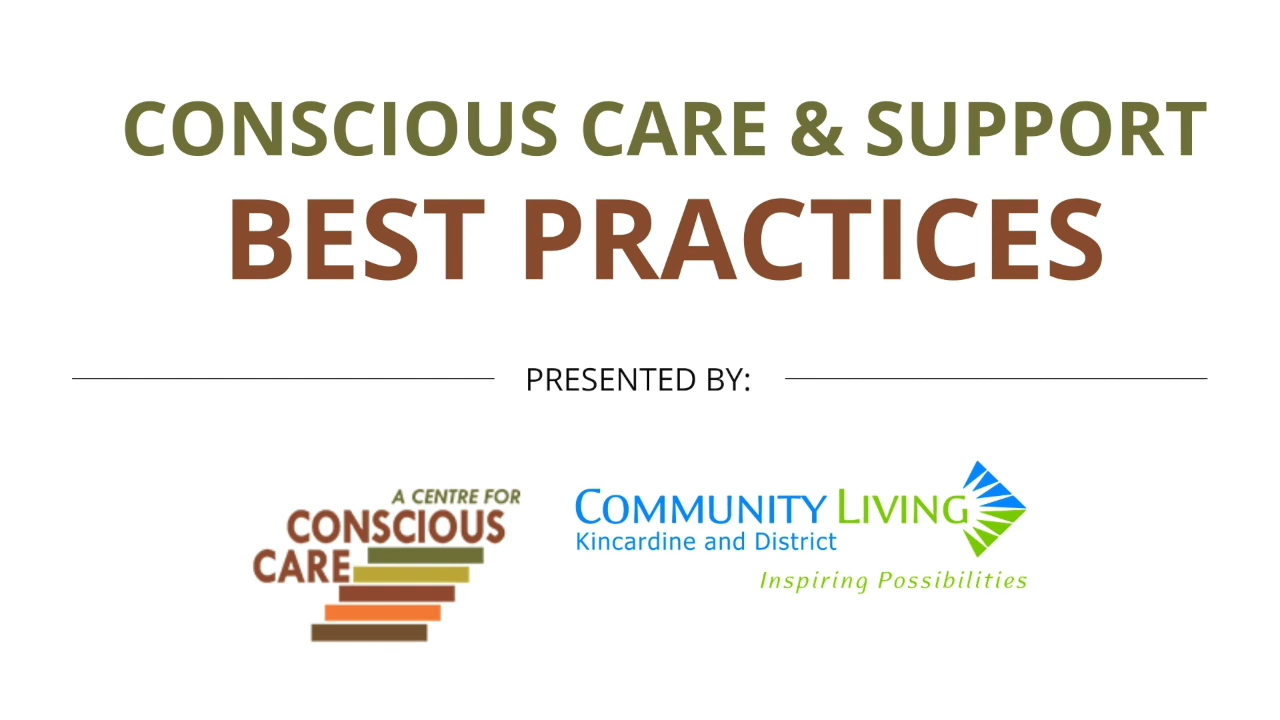 CONSCIOUS CARE & SUPPORT
BEST PRACTICES
PRESENTED BY:
A CENTRE FOR
CONSCIOUS
CARE
COMMUNITY LIVING
Kincardine and District
Inspiring Possibilities